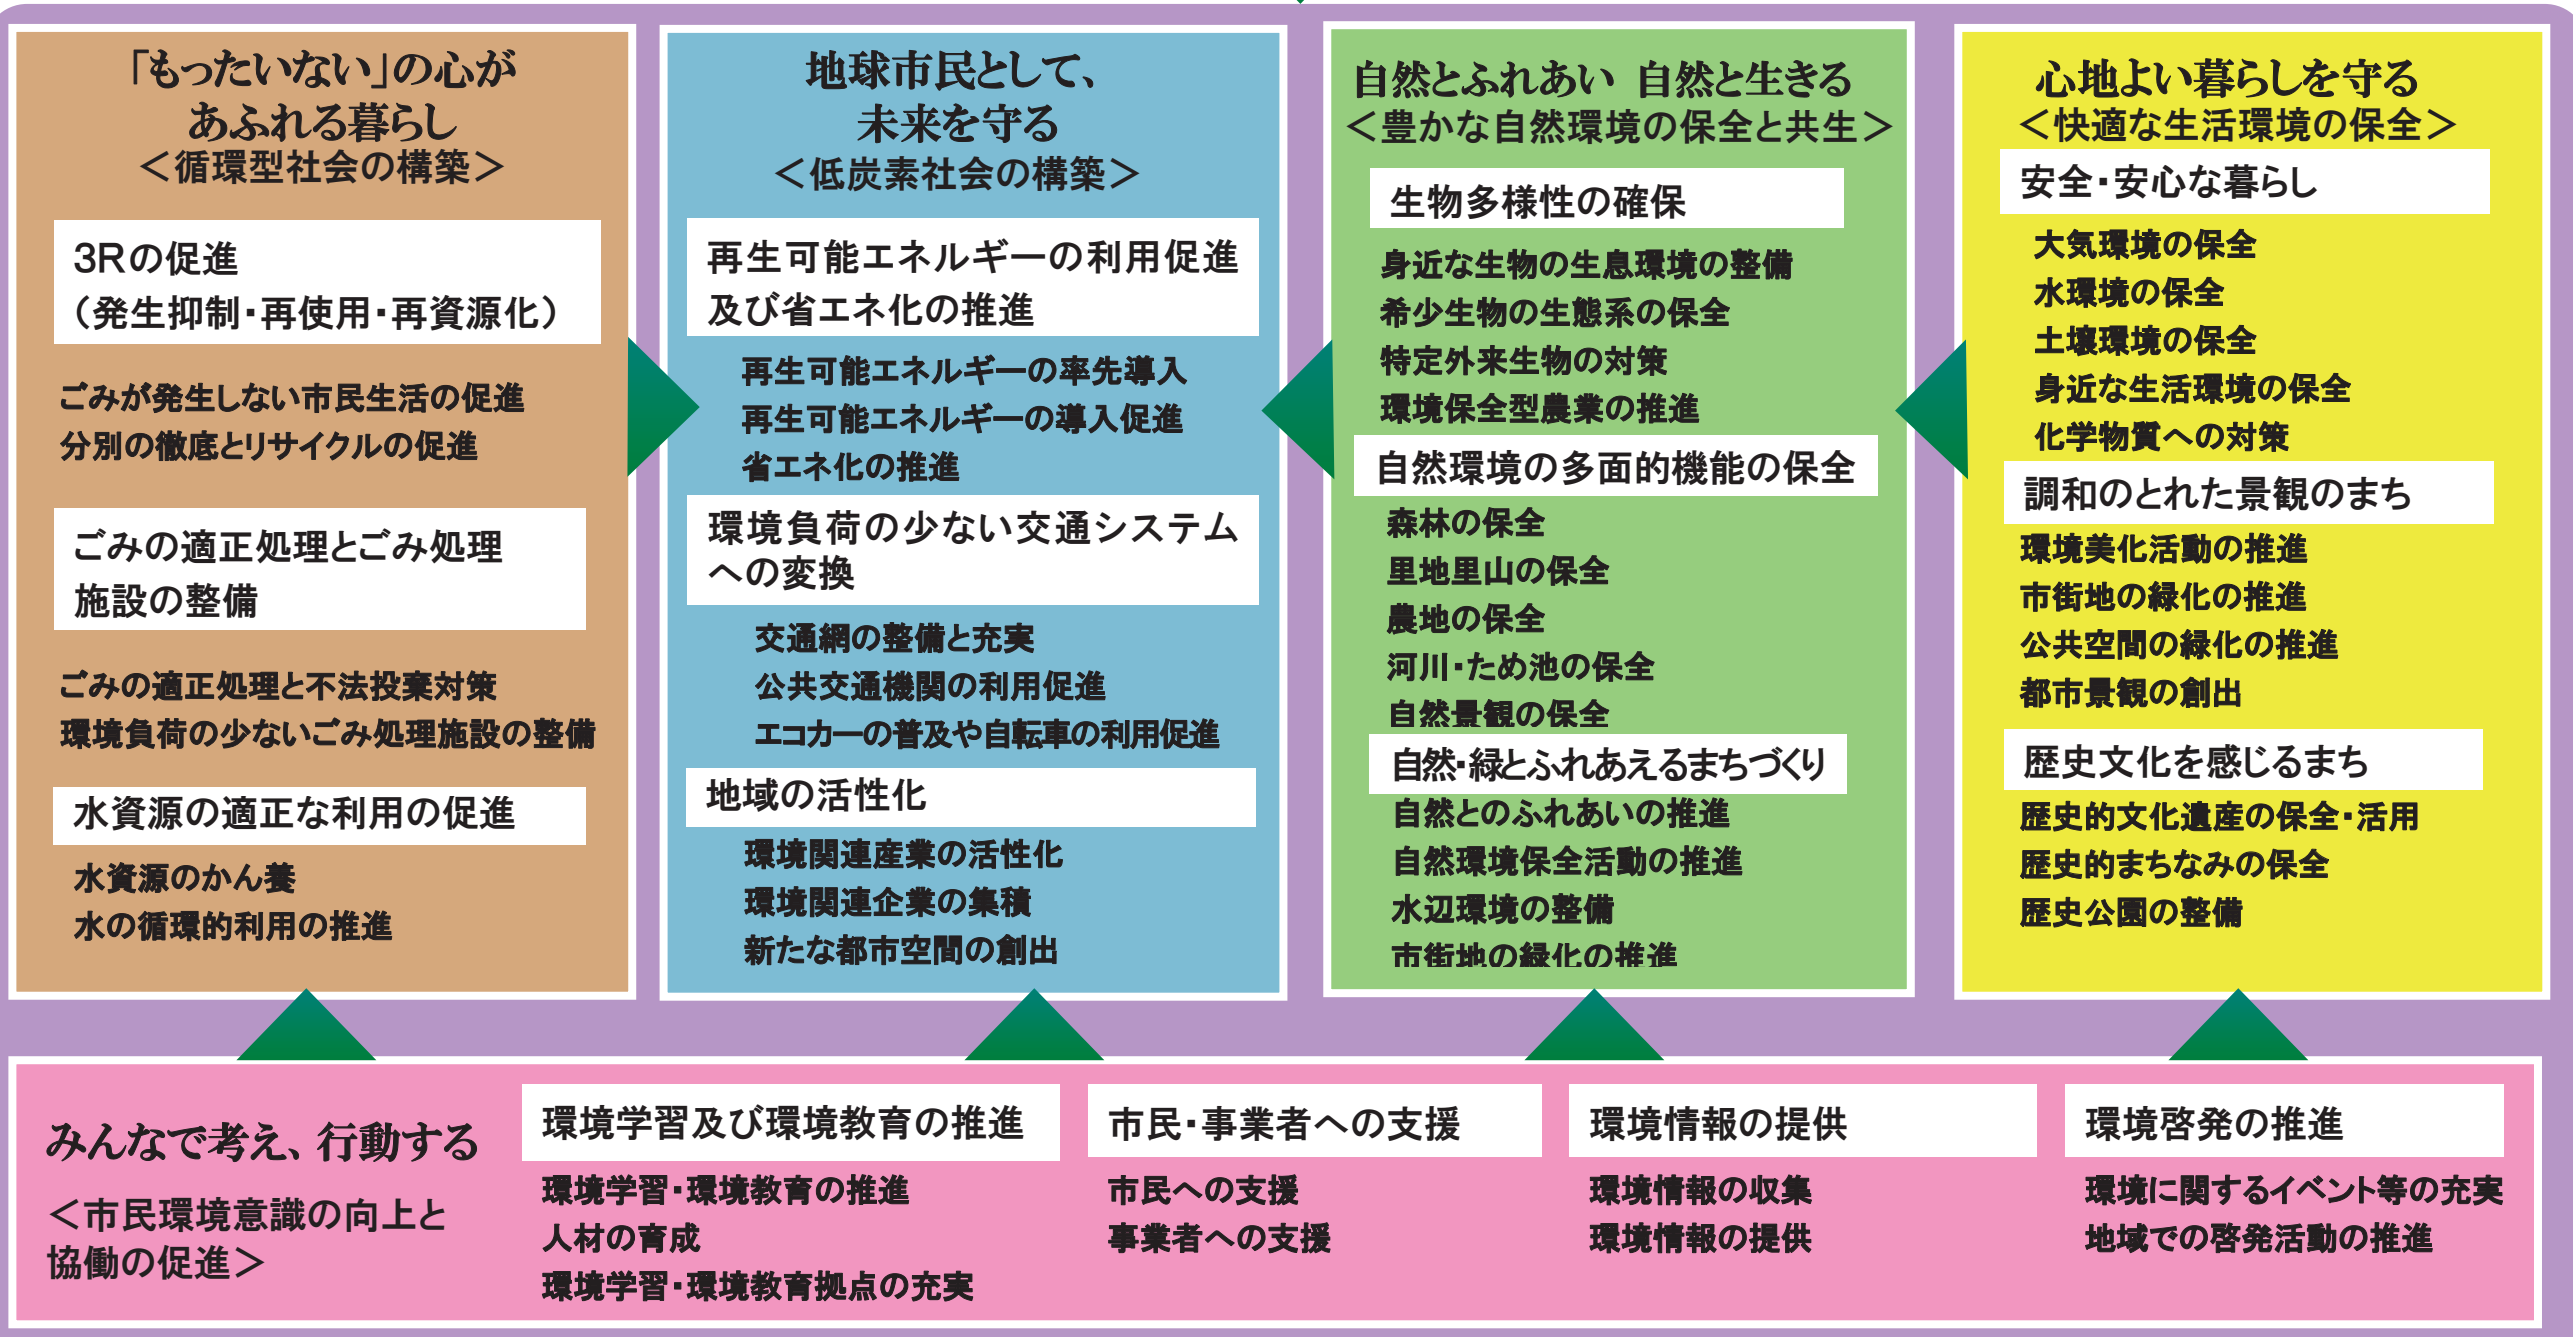 「もったいない」の心が
あふれる暮らし
＜循環型社会の構築＞
3Rの促進
（発生抑制・再使用・再資源化）
ごみが発生しない市民生活の促進
分別の徹底とリサイクルの促進
ごみの適正処理とごみ処理
施設の整備
ごみの適正処理と不法投棄対策
環境負荷の少ないごみ処理施設の整備
水資源の適正な利用の促進
水資源のかん養
水の循環的利用の推進
地球市民として、
未来を守る
＜低炭素社会の構築＞
再生可能エネルギーの利用促進
及び省エネ化の推進
再生可能エネルギーの率先導入
再生可能エネルギーの導入促進
省エネ化の推進
環境負荷の少ない交通システム
への変換
交通網の整備と充実
公共交通機関の利用促進
エコカーの普及や自転車の利用促進
地域の活性化
環境関連産業の活性化
環境関連企業の集積
新たな都市空間の創出
自然とふれあい 自然と生きる
＜豊かな自然環境の保全と共生＞
生物多様性の確保
身近な生物の生息環境の整備
希少生物の生態系の保全
特定外来生物の対策
環境保全型農業の推進
自然環境の多面的機能の保全
森林の保全
里地里山の保全
農地の保全
河川・ため池の保全
自然景観の保全
自然・緑とふれあえるまちづくり
自然とのふれあいの推進
自然環境保全活動の推進
水辺環境の整備
市街地の緑化の推進
心地よい暮らしを守る
＜快適な生活環境の保全＞
安全・安心な暮らし
大気環境の保全
水環境の保全
土壌環境の保全
身近な生活環境の保全
化学物質への対策
調和のとれた景観のまち
環境美化活動の推進
市街地の緑化の推進
公共空間の緑化の推進
都市景観の創出
歴史文化を感じるまち
歴史的文化遺産の保全・活用
歴史的まちなみの保全
歴史公園の整備
みんなで考え、行動する
＜市民環境意識の向上と
協働の促進＞
環境学習及び環境教育の推進
環境学習・環境教育の推進
人材の育成
環境学習・環境教育拠点の充実
市民・事業者への支援
市民への支援
事業者への支援
環境情報の提供
環境情報の収集
環境情報の提供
環境啓発の推進
環境に関するイベント等の充実
地域での啓発活動の推進